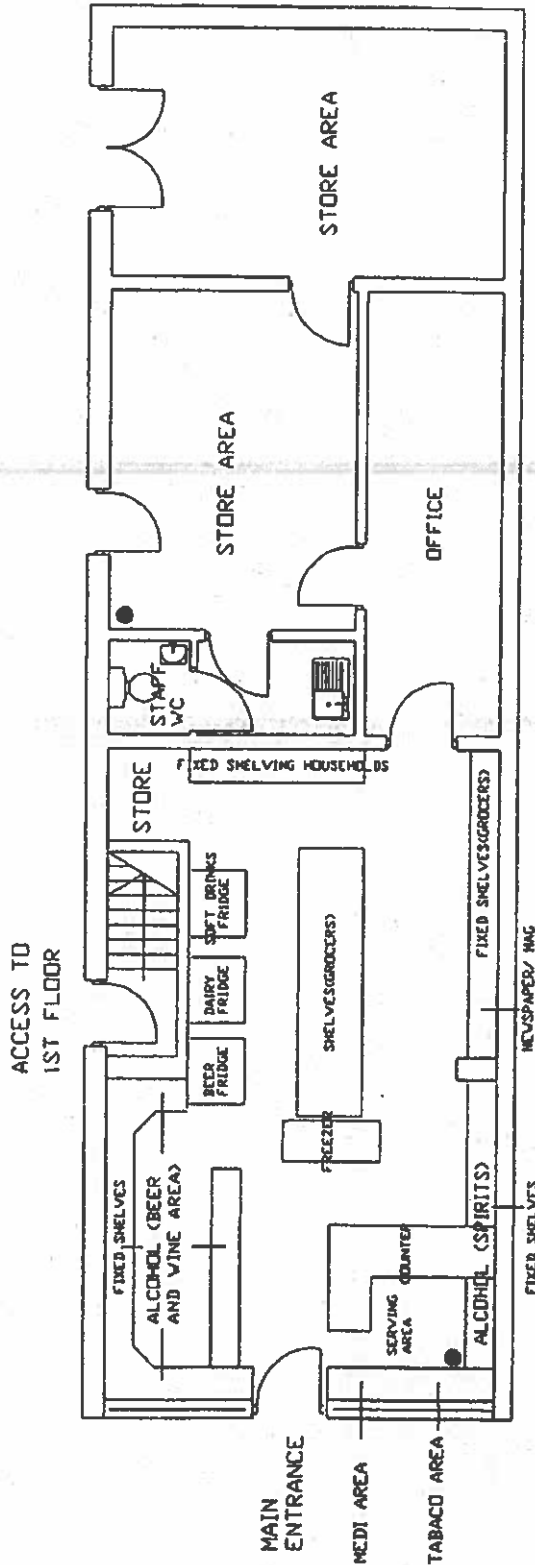 ACCESS TO
1ST FLOOR
STORE AREA
STORE AREA
OFFICE
STAFF
WC
STORE
FIXED SHELVING HOUSEHOLDS
SOFT DRINKS
FRIDGE
DAIRY
FRIDGE
BEER
FRIDGE
SHELVES(GROCERS)
FREEZER
FIXED SHELVES(GROCERS)
NEWSPAPER/ MAG
FIXED SHELVES
ALCOHOL (BEER
AND WINE AREA)
COUNTER
SERVING
AREA
ALCOHOL (SPIRITS)
FIXED SHELVES
MAIN
ENTRANCE
MEDI AREA
TABACO AREA